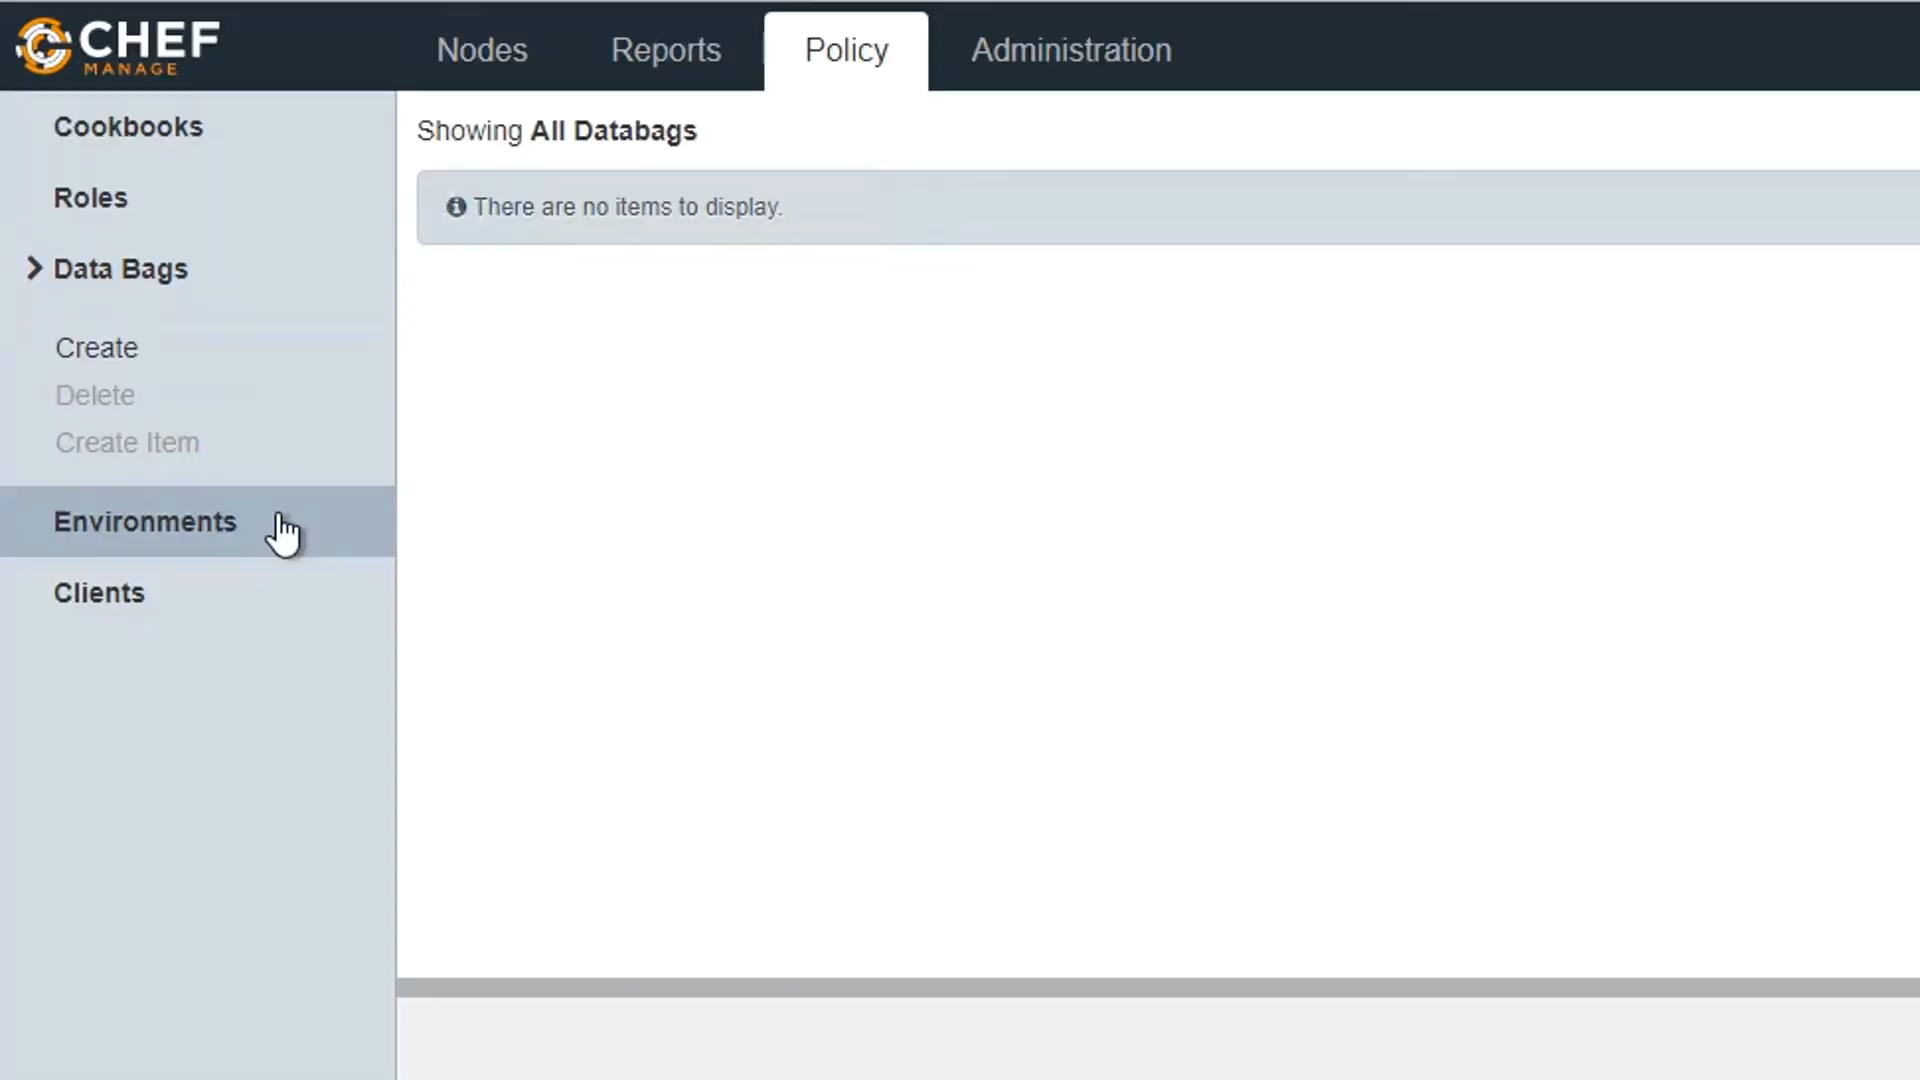 CHEF
MANAGE
Nodes
Reports
Policy
Administration
Cookbooks
Roles
Data Bags
Create
Delete
Create Item
Environments
Clients
Showing All Databags
There are no items to display.